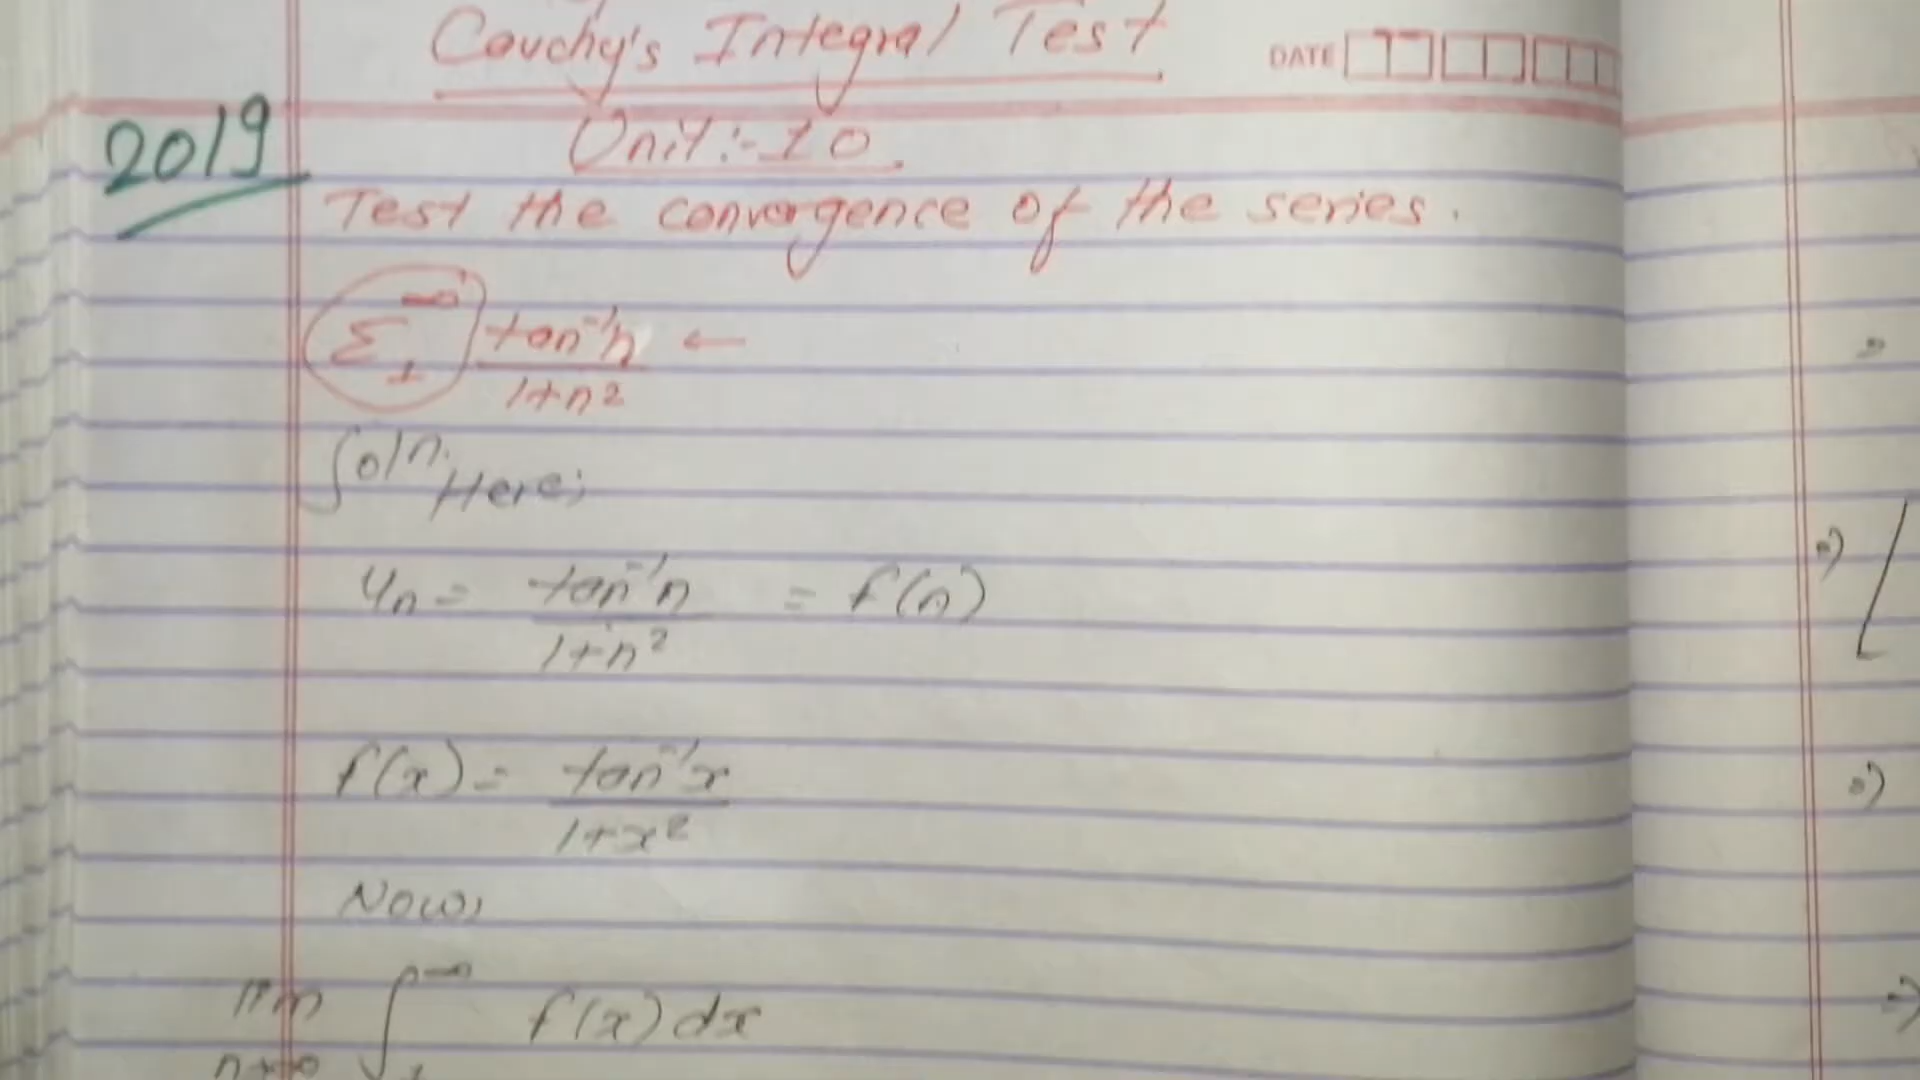 Cauchy's Integral Test
DATE
2019
Unit:-10.
Test the convergence of the series.
Σ₁^∞ tan⁻¹n / 1+n² ←
Soln. Here;
un = tan⁻¹n / 1+n² = f(n)
f(x) = tan⁻¹x / 1+x²
Now,
lim n→∞ ∫₁^∞ f(x) dx